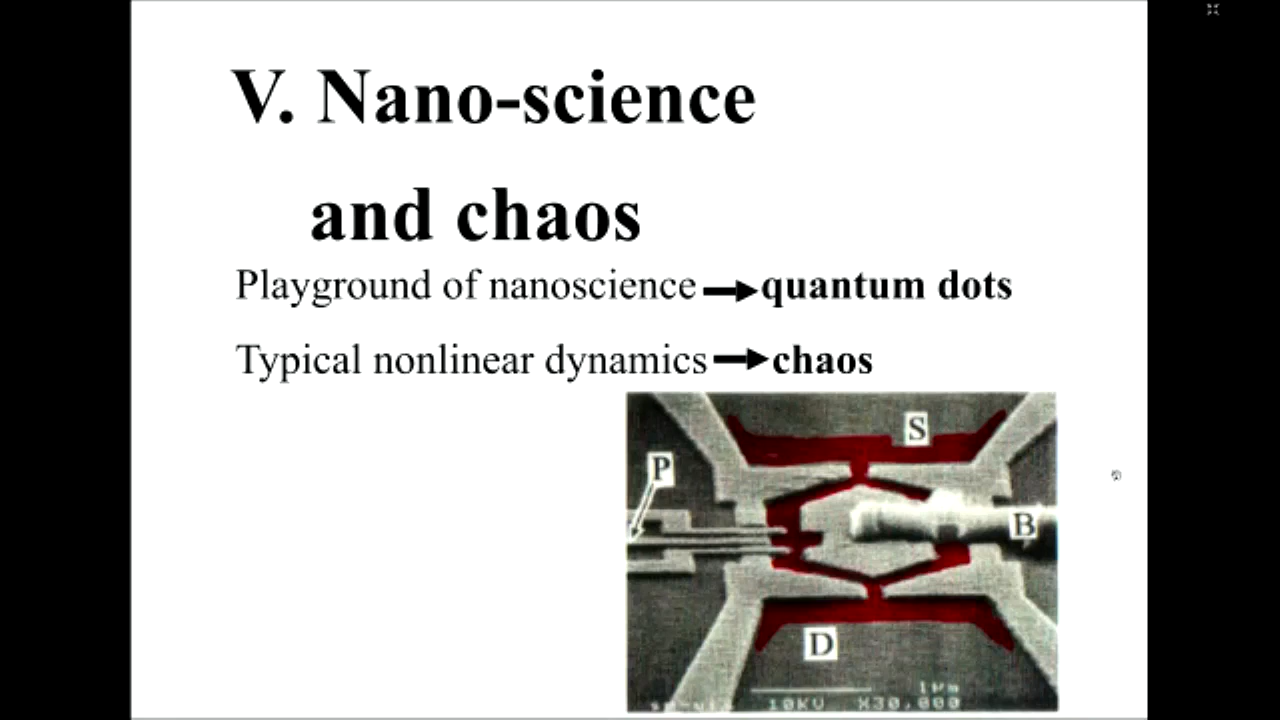 V. Nano-science
and chaos
Playground of nanoscience quantum dots
Typical nonlinear dynamics chaos
S
P
B
D
1µm
10KV X30,000